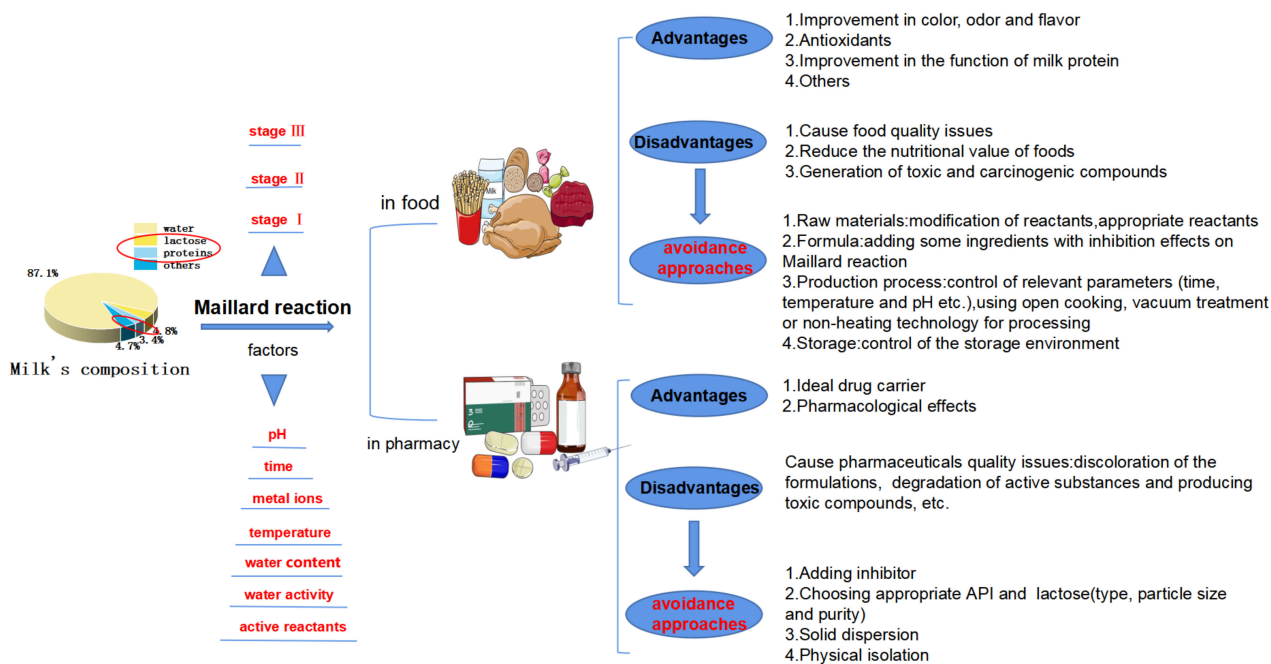 stage Ⅲ
stage Ⅱ
stage Ⅰ
water
lactose
proteins
others
87.1%
4.8%
3.4%
4.7%
Milk's composition
Maillard reaction
factors
pH
time
metal ions
temperature
water content
water activity
active reactants
in food
Milk
Advantages
1.Improvement in color, odor and flavor
2.Antioxidants
3.Improvement in the function of milk protein
4.Others
Disadvantages
1.Cause food quality issues
2.Reduce the nutritional value of foods
3.Generation of toxic and carcinogenic compounds
avoidance
approaches
1.Raw materials:modification of reactants,appropriate reactants
2.Formula:adding some ingredients with inhibition effects on
Maillard reaction
3.Production process:control of relevant parameters (time,
temperature and pH etc.),using open cooking, vacuum treatment
or non-heating technology for processing
4.Storage:control of the storage environment
in pharmacy
3
8
Advantages
1.Ideal drug carrier
2.Pharmacological effects
Disadvantages
Cause pharmaceuticals quality issues:discoloration of the
formulations, degradation of active substances and producing
toxic compounds, etc.
avoidance
approaches
1.Adding inhibitor
2.Choosing appropriate API and lactose(type, particle size
and purity)
3.Solid dispersion
4.Physical isolation